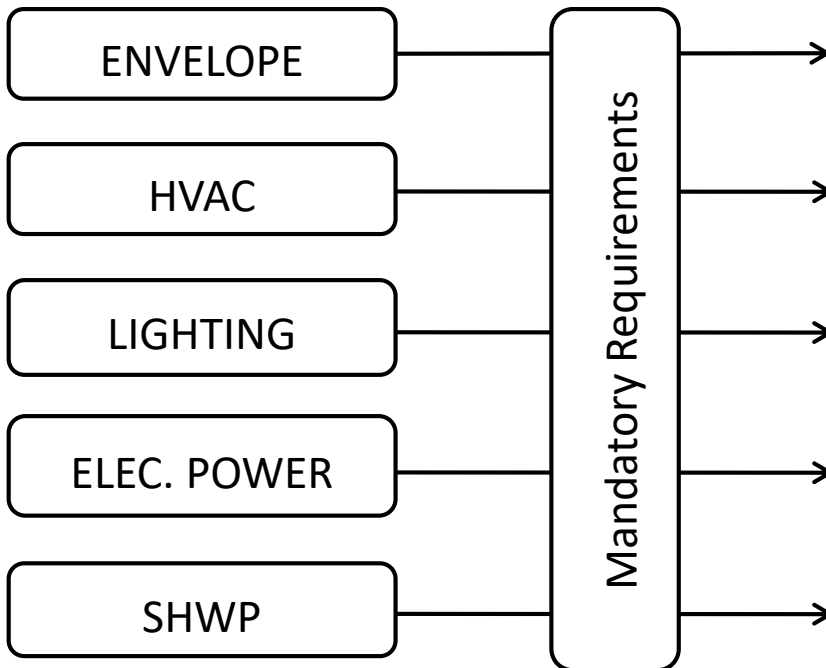 ENVELOPE
HVAC
LIGHTING
ELEC. POWER
SHWP
Mandatory Requirements